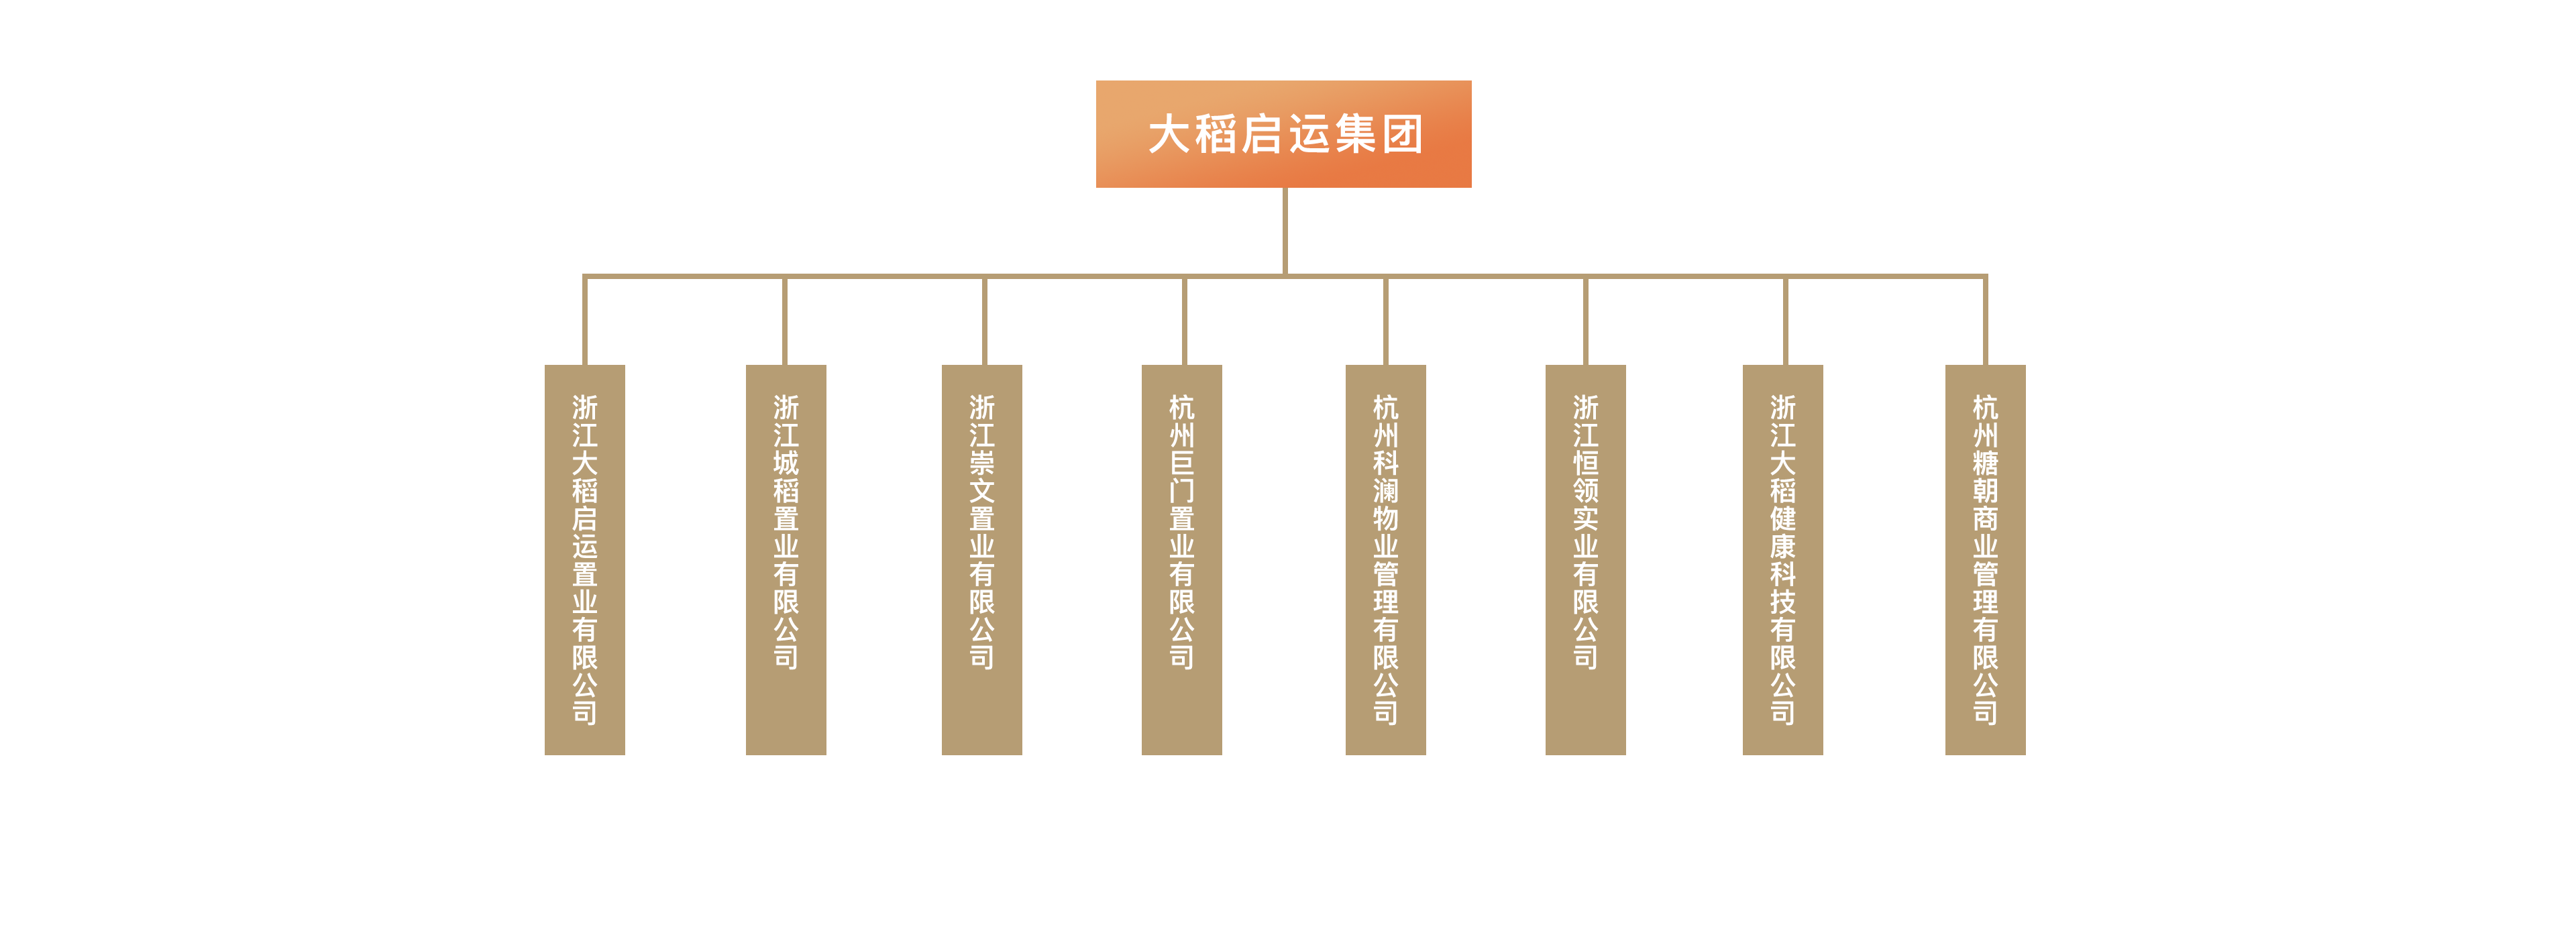 大稻启运集团
浙江大稻启运置业有限公司
浙江城稻置业有限公司
浙江崇文置业有限公司
杭州巨门置业有限公司
杭州科澜物业管理有限公司
浙江恒领实业有限公司
浙江大稻健康科技有限公司
杭州糖朝商业管理有限公司